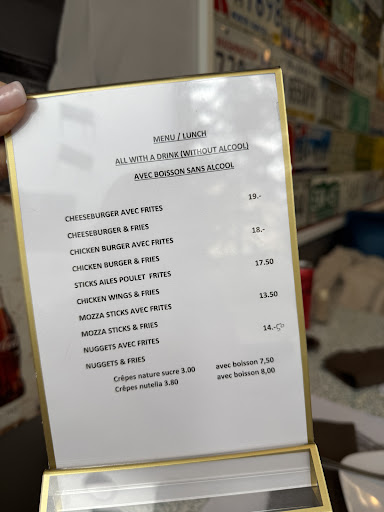 MENU / LUNCH
ALL WITH A DRINK (WITHOUT ALCOOL)
AVEC BOISSON SANS ALCOOL
CHEESEBURGER AVEC FRITES 19.-
CHEESEBURGER & FRIES
CHICKEN BURGER AVEC FRITES 18.-
CHICKEN BURGER & FRIES
STICKS AILES POULET FRITES 17.50
CHICKEN WINGS & FRIES
MOZZA STICKS AVEC FRITES 13.50
MOZZA STICKS & FRIES
NUGGETS AVEC FRITES 14.-
NUGGETS & FRIES
Crêpes nature sucre 3.00 avec boisson 7,50
Crêpes nutella 3.80 avec boisson 8,00